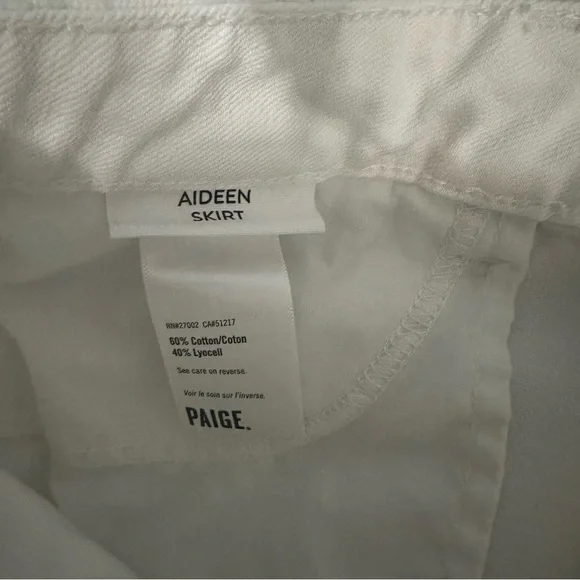 AIDEEN
SKIRT
RN#27002 CA#51217
60% Cotton/Coton
40% Lyocell
See care on reverse.
Voir le soin sur l'inverse.
PAIGE.